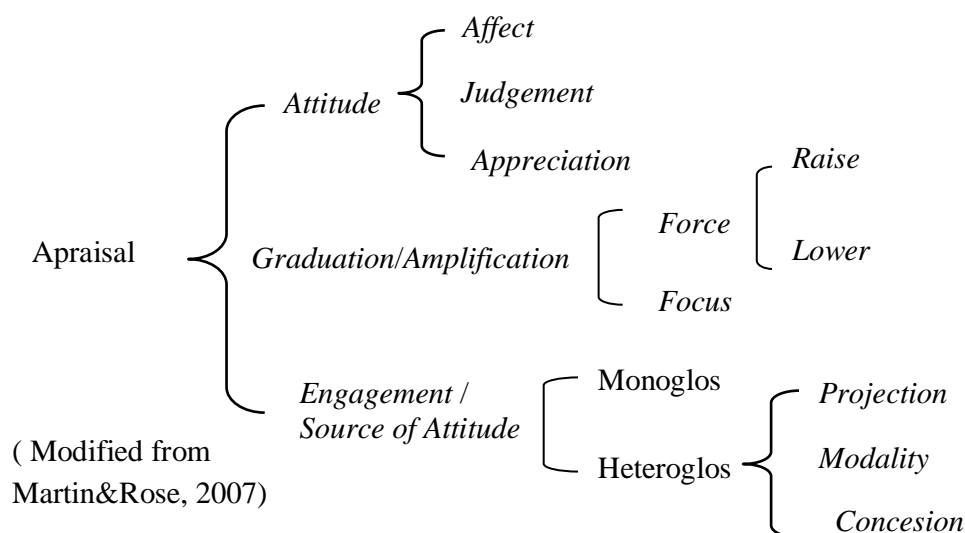 Affect
Attitude
Judgement
Appreciation
Apraisal
Graduation/Amplification
Force
Raise
Lower
Focus
Engagement /
Source of Attitude
Monoglos
Heteroglos
Projection
Modality
Concesion
( Modified from
Martin&Rose, 2007)